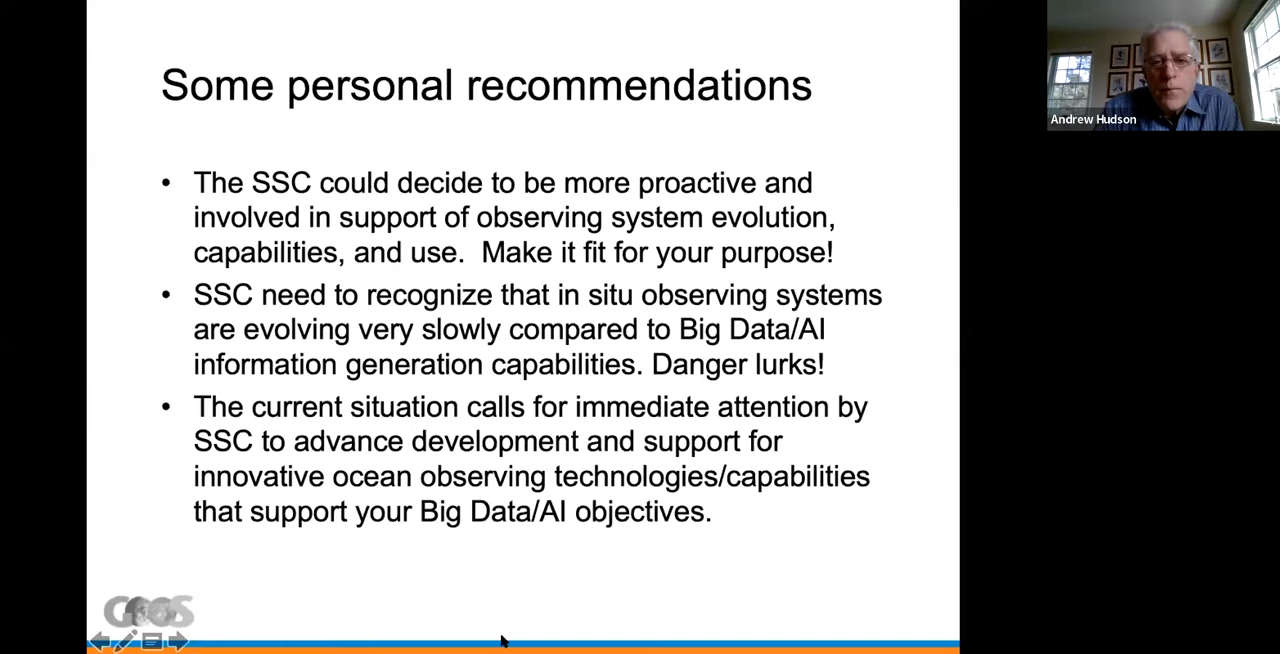 Some personal recommendations
• The SSC could decide to be more proactive and
involved in support of observing system evolution,
capabilities, and use.  Make it fit for your purpose!
• SSC need to recognize that in situ observing systems
are evolving very slowly compared to Big Data/AI
information generation capabilities. Danger lurks!
• The current situation calls for immediate attention by
SSC to advance development and support for
innovative ocean observing technologies/capabilities
that support your Big Data/AI objectives.
GOOS
Andrew Hudson